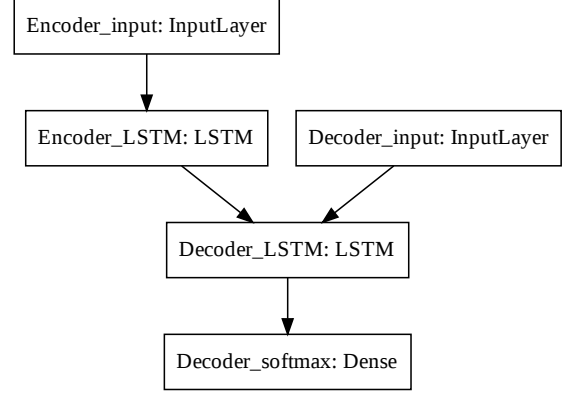 Encoder_input: InputLayer
Encoder_LSTM: LSTM
Decoder_input: InputLayer
Decoder_LSTM: LSTM
Decoder_softmax: Dense